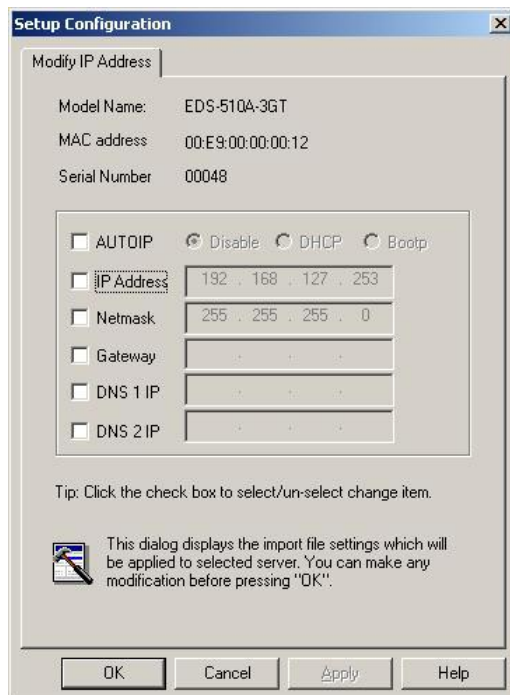 Setup Configuration
Modify IP Address
Model Name: EDS-510A-3GT
MAC address 00:E9:00:00:00:12
Serial Number 00048
AUTOIP Disable DHCP Bootp
IP Address 192 . 168 . 127 . 253
Netmask 255 . 255 . 255 . 0
Gateway . . .
DNS 1 IP . . .
DNS 2 IP . . .
Tip: Click the check box to select/un-select change item.
This dialog displays the import file settings which will
be applied to selected server. You can make any
modification before pressing "OK".
OK Cancel Apply Help